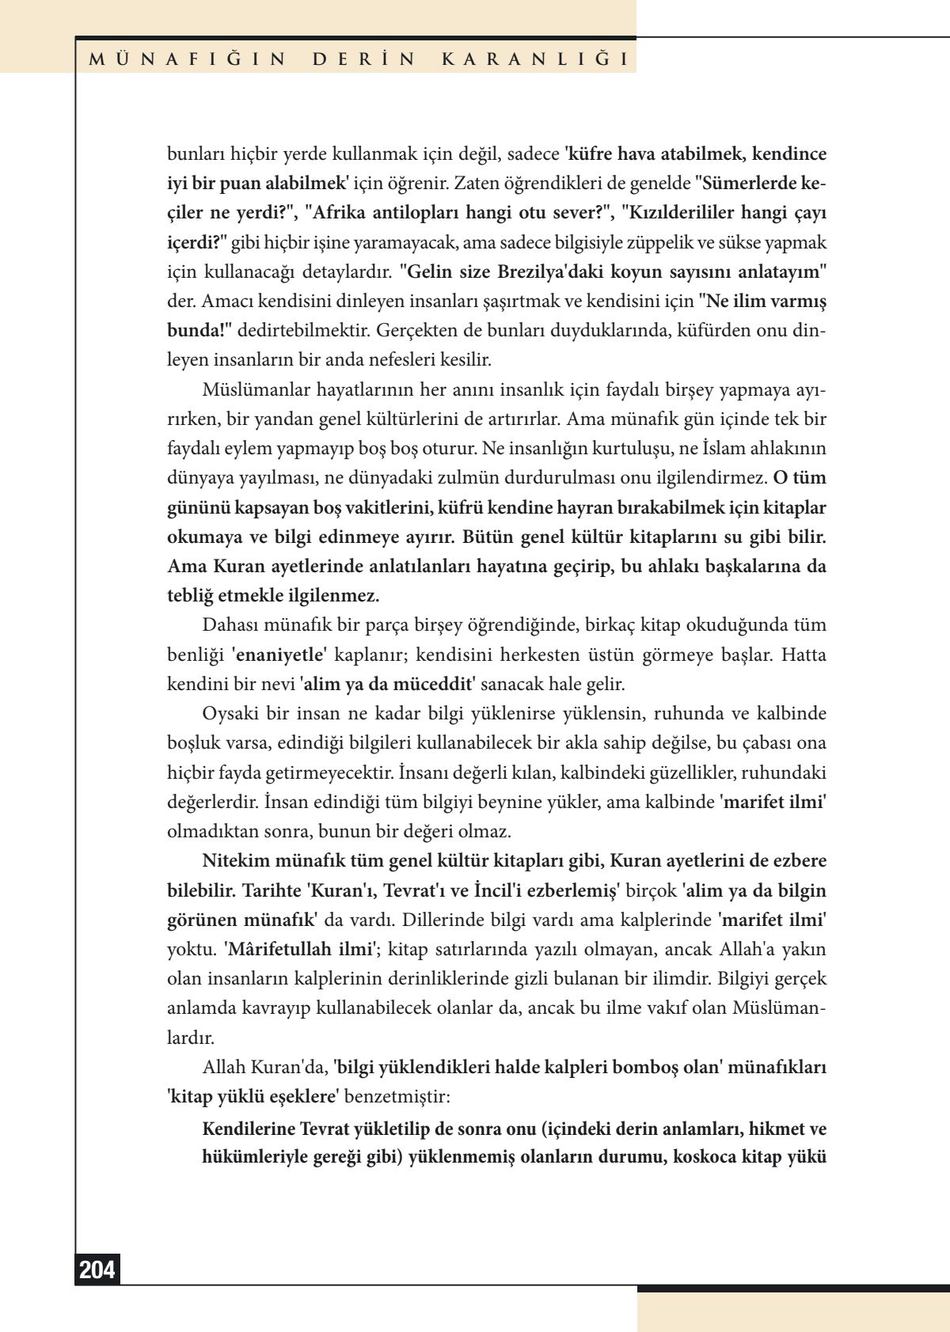 MÜNAFIĞIN DERİN KARANLIĞI
bunları hiçbir yerde kullanmak için değil, sadece 'küfre hava atabilmek, kendince
iyi bir puan alabilmek' için öğrenir. Zaten öğrendikleri de genelde "Sümerlerde ke-
çiler ne yerdi?", "Afrika antilopları hangi otu sever?", "Kızılderililer hangi çayı
içerdi?" gibi hiçbir işine yaramayacak, ama sadece bilgisiyle züppelik ve sükse yapmak
için kullanacağı detaylardır. "Gelin size Brezilya'daki koyun sayısını anlatayım"
der. Amacı kendisini dinleyen insanları şaşırtmak ve kendisini için "Ne ilim varmış
bunda!" dedirtebilmektir. Gerçekten de bunları duyduklarında, küfürden onu din-
leyen insanların bir anda nefesleri kesilir.
Müslümanlar hayatlarının her anını insanlık için faydalı birşey yapmaya ayı-
rırken, bir yandan genel kültürlerini de artırırlar. Ama münafık gün içinde tek bir
faydalı eylem yapmayıp boş boş oturur. Ne insanlığın kurtuluşu, ne İslam ahlakının
dünyaya yayılması, ne dünyadaki zulmün durdurulması onu ilgilendirmez. O tüm
gününü kapsayan boş vakitlerini, küfrü kendine hayran bırakabilmek için kitaplar
okumaya ve bilgi edinmeye ayırır. Bütün genel kültür kitaplarını su gibi bilir.
Ama Kuran ayetlerinde anlatılanları hayatına geçirip, bu ahlakı başkalarına da
tebliğ etmekle ilgilenmez.
Dahası münafık bir parça birşey öğrendiğinde, birkaç kitap okuduğunda tüm
benliği 'enaniyetle' kaplanır; kendisini herkesten üstün görmeye başlar. Hatta
kendini bir nevi 'alim ya da müceddit' sanacak hale gelir.
Oysaki bir insan ne kadar bilgi yüklenirse yüklensin, ruhunda ve kalbinde
boşluk varsa, edindiği bilgileri kullanabilecek bir akla sahip değilse, bu çabası ona
hiçbir fayda getirmeyecektir. İnsanı değerli kılan, kalbindeki güzellikler, ruhundaki
değerlerdir. İnsan edindiği tüm bilgiyi beynine yükler, ama kalbinde 'marifet ilmi'
olmadıktan sonra, bunun bir değeri olmaz.
Nitekim münafık tüm genel kültür kitapları gibi, Kuran ayetlerini de ezbere
bilebilir. Tarihte 'Kuran'ı, Tevrat'ı ve İncil'i ezberlemiş' birçok 'alim ya da bilgin
görünen münafık' da vardı. Dillerinde bilgi vardı ama kalplerinde 'marifet ilmi'
yoktu. 'Mârifetullah ilmi'; kitap satırlarında yazılı olmayan, ancak Allah'a yakın
olan insanların kalplerinin derinliklerinde gizli bulanan bir ilimdir. Bilgiyi gerçek
anlamda kavrayıp kullanabilecek olanlar da, ancak bu ilme vakıf olan Müslüman-
lardır.
Allah Kuran'da, 'bilgi yüklendikleri halde kalpleri bomboş olan' münafıkları
'kitap yüklü eşeklere' benzetmiştir:
Kendilerine Tevrat yükletilip de sonra onu (içindeki derin anlamları, hikmet ve
hükümleriyle gereği gibi) yüklenmemiş olanların durumu, koskoca kitap yükü
204